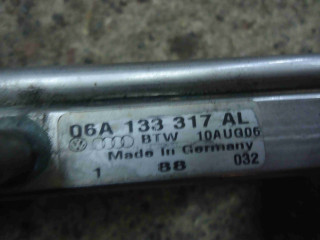 06A 133 317 AL
BTW 10AUG06
Made in Germany
1 88 032